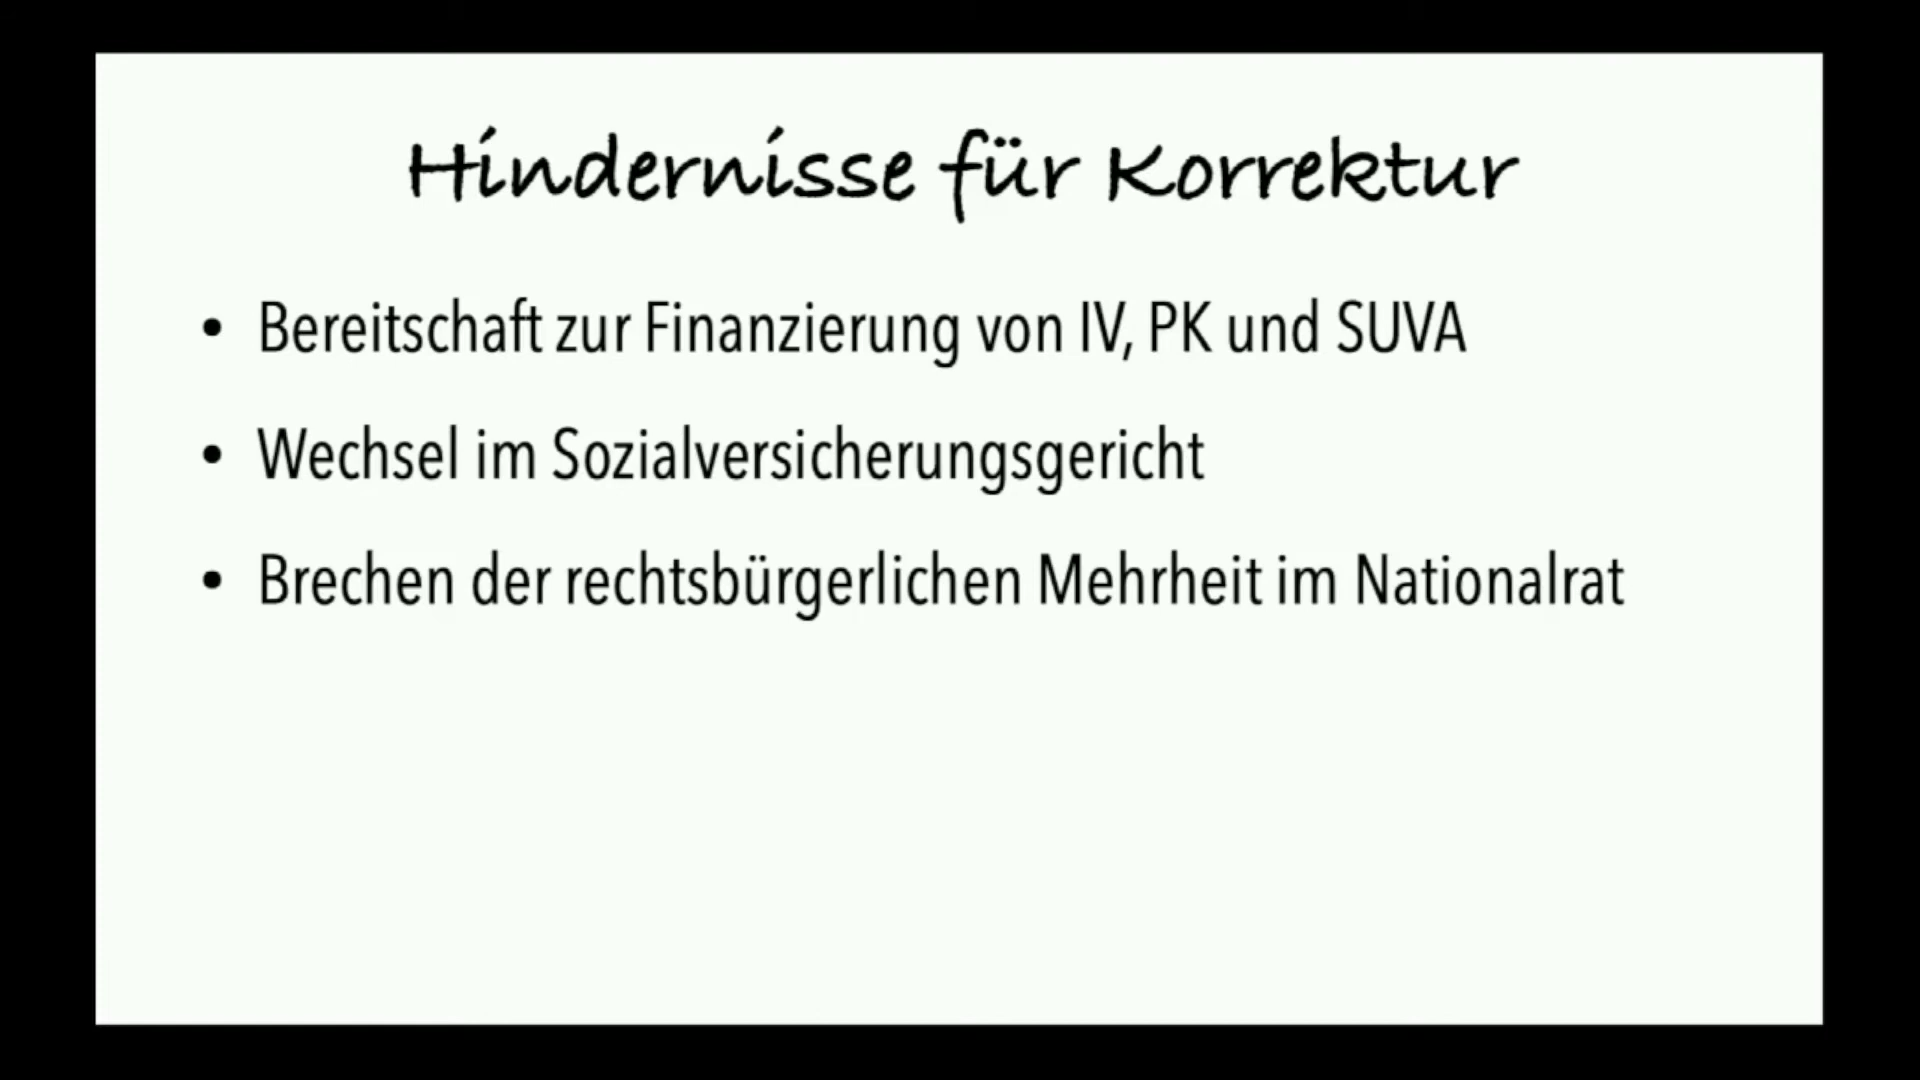 Hindernisse für Korrektur
• Bereitschaft zur Finanzierung von IV, PK und SUVA
• Wechsel im Sozialversicherungsgericht
• Brechen der rechtsbürgerlichen Mehrheit im Nationalrat